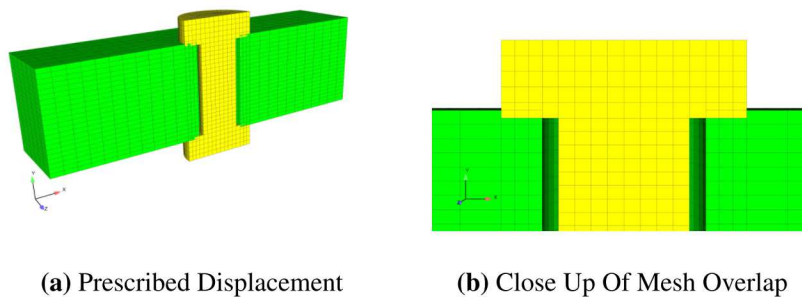 Y
X
Z
Y
X
(a) Prescribed Displacement
(b) Close Up Of Mesh Overlap